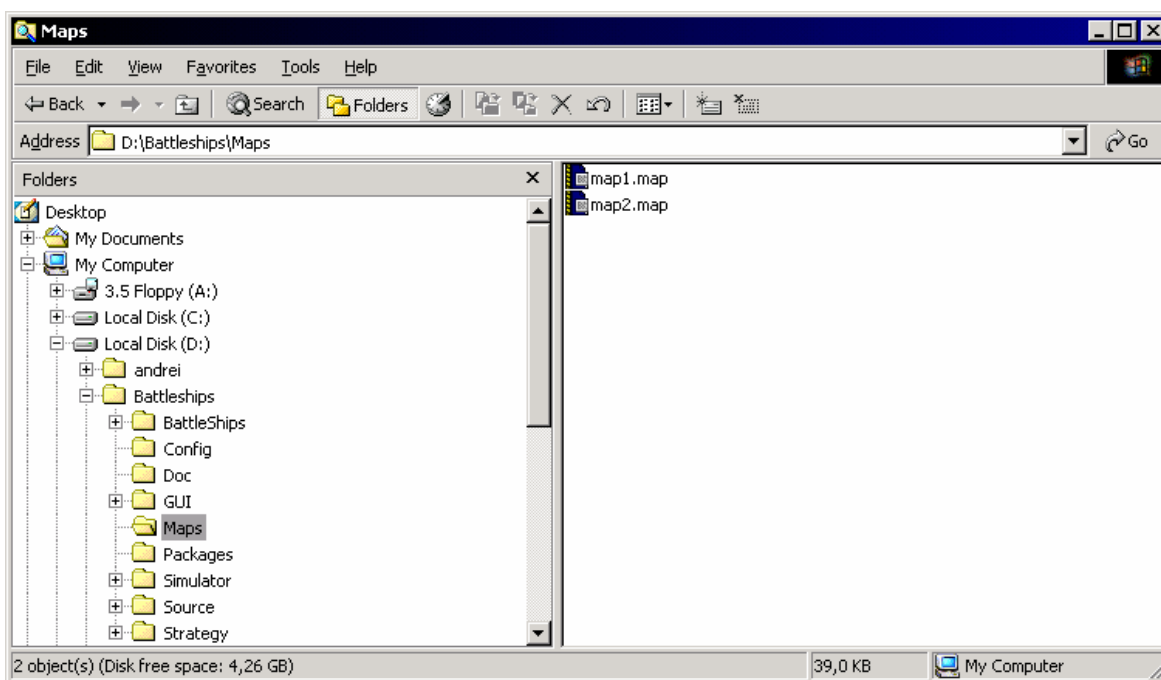 Maps
File Edit View Favorites Tools Help
Back Search Folders
Address D:\Battleships\Maps Go
Folders
Desktop
My Documents
My Computer
3.5 Floppy (A:)
Local Disk (C:)
Local Disk (D:)
andrei
Battleships
BattleShips
Config
Doc
GUI
Maps
Packages
Simulator
Source
Strategy
map1.map
map2.map
2 object(s) (Disk free space: 4,26 GB) 39,0 KB My Computer